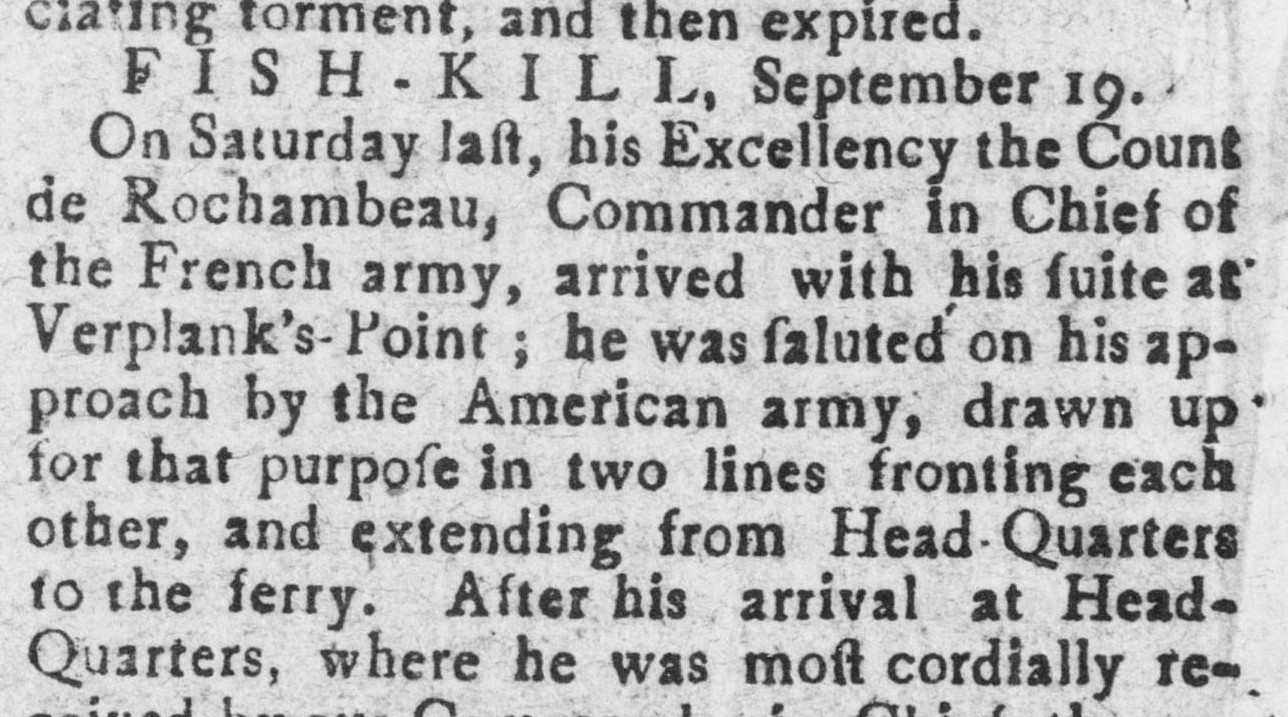 ciating torment, and then expired.
FISH-KILL, September 19.
On Saturday laſt, his Excellency the Count
de Rochambeau, Commander in Chief of
the French army, arrived with his ſuite at
Verplank's-Point ; he was ſaluted on his ap-
proach by the American army, drawn up
for that purpoſe in two lines fronting each
other, and extending from Head-Quarters
to the ferry. After his arrival at Head-
Quarters, where he was moſt cordially re-